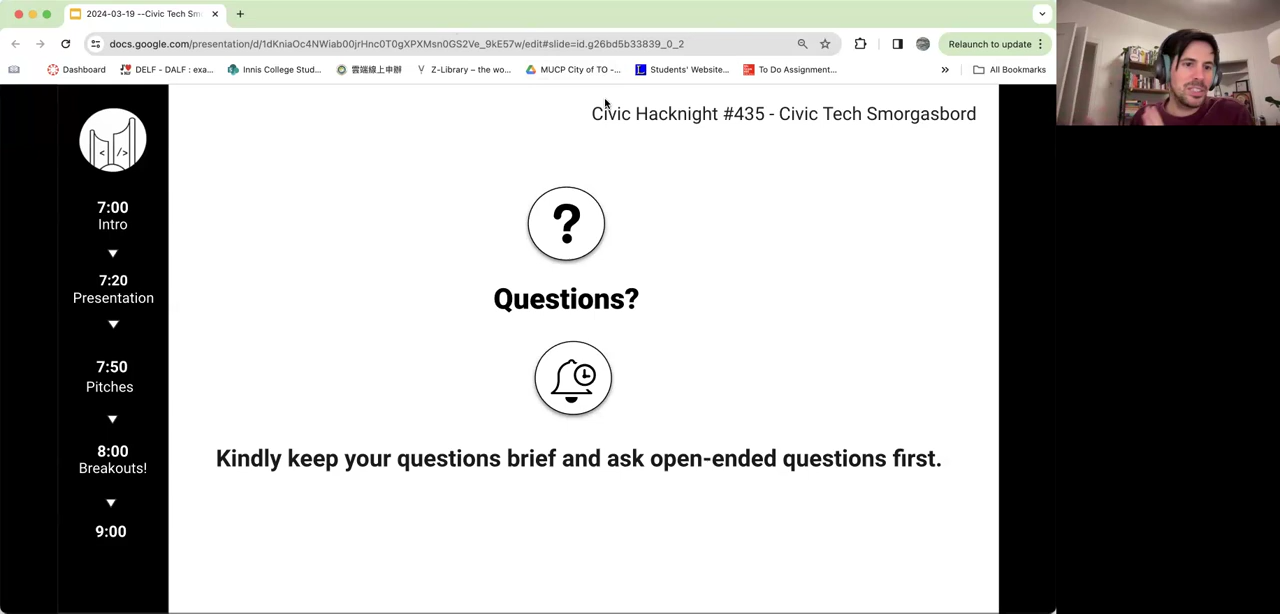 2024-03-19 --Civic Tech Sm
docs.google.com/presentation/d/1dKniaOc4NWiab00jrHnc0T0gXPXMsn0GS2Ve_9kE57w/edit#slide=id.g26bd5b33839_0_2
Relaunch to update
Dashboard
DELF - DALF : exa...
Innis College Stud...
雲端線上申辦
Z-Library – the wo...
MUCP City of TO -...
Students' Website...
To Do Assignment...
»
All Bookmarks
Civic Hacknight #435 - Civic Tech Smorgasbord
< />
7:00
Intro
7:20
Presentation
7:50
Pitches
8:00
Breakouts!
9:00
?
Questions?
Kindly keep your questions brief and ask open-ended questions first.